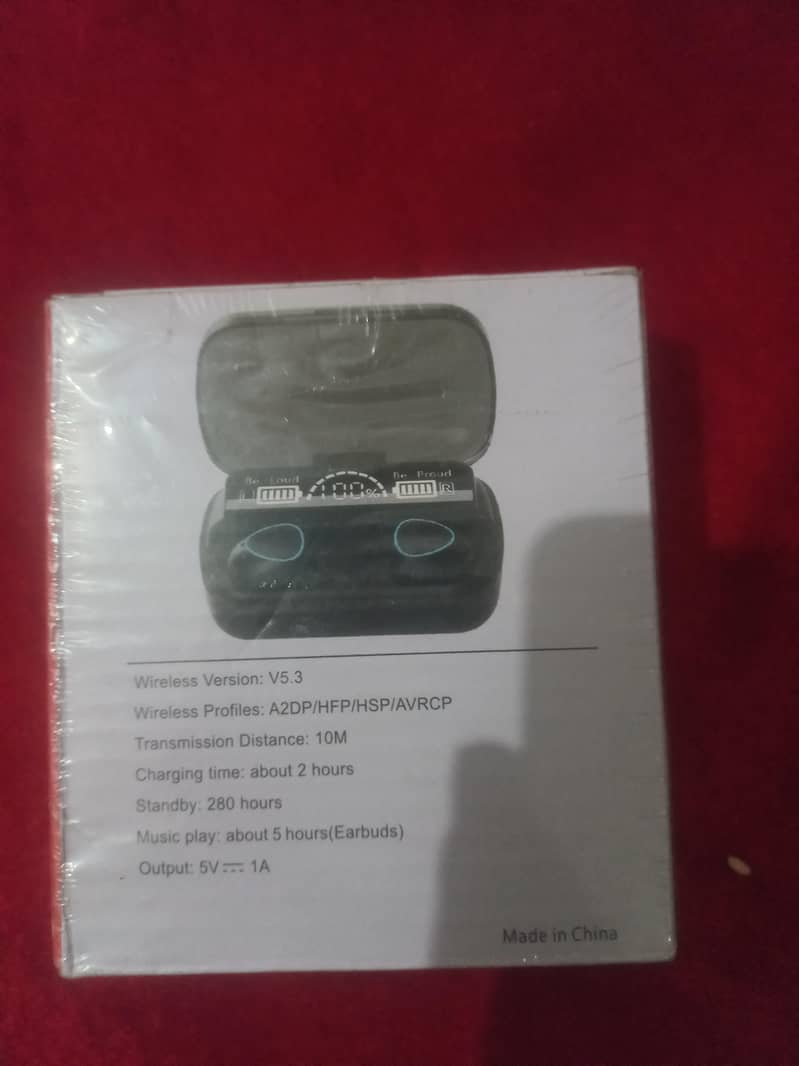 Be Loud
Be Proud
100%
R
Wireless Version: V5.3
Wireless Profiles: A2DP/HFP/HSP/AVRCP
Transmission Distance: 10M
Charging time: about 2 hours
Standby: 280 hours
Music play: about 5 hours(Earbuds)
Output: 5V⎓ 1A
Made in China